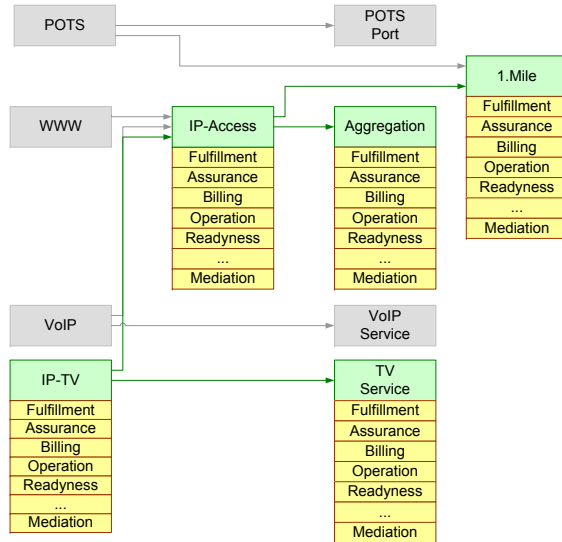 POTS
POTS
Port
1.Mile
Fulfillment
Assurance
Billing
Operation
Readyness
...
Mediation
WWW
IP-Access
Fulfillment
Assurance
Billing
Operation
Readyness
...
Mediation
Aggregation
Fulfillment
Assurance
Billing
Operation
Readyness
...
Mediation
VoIP
VoIP
Service
IP-TV
Fulfillment
Assurance
Billing
Operation
Readyness
...
Mediation
TV
Service
Fulfillment
Assurance
Billing
Operation
Readyness
...
Mediation